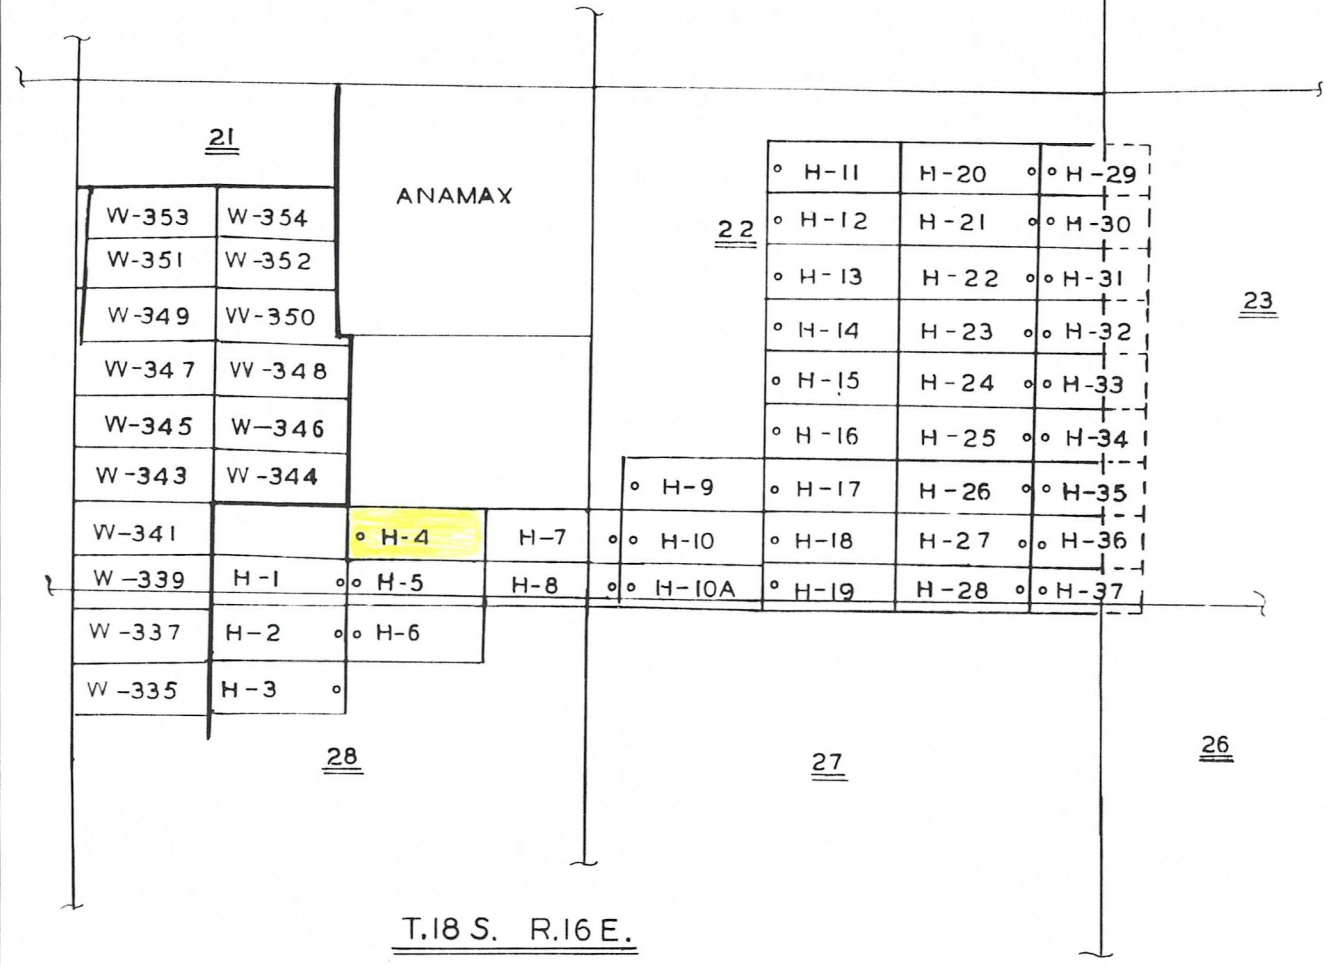 21
ANAMAX
H-11 H-20 H-29
W-353 W-354
22
H-12 H-21 H-30
W-351 W-352
H-13 H-22 H-31
23
W-349 W-350
H-14 H-23 H-32
W-347 W-348
H-15 H-24 H-33
W-345 W-346
H-16 H-25 H-34
W-343 W-344
H-9 H-17 H-26 H-35
W-341 H-4 H-7 H-10 H-18 H-27 H-36
W-339 H-1 H-5 H-8 H-10A H-19 H-28 H-37
W-337 H-2 H-6
W-335 H-3
28
27
26
T.18 S. R.16 E.